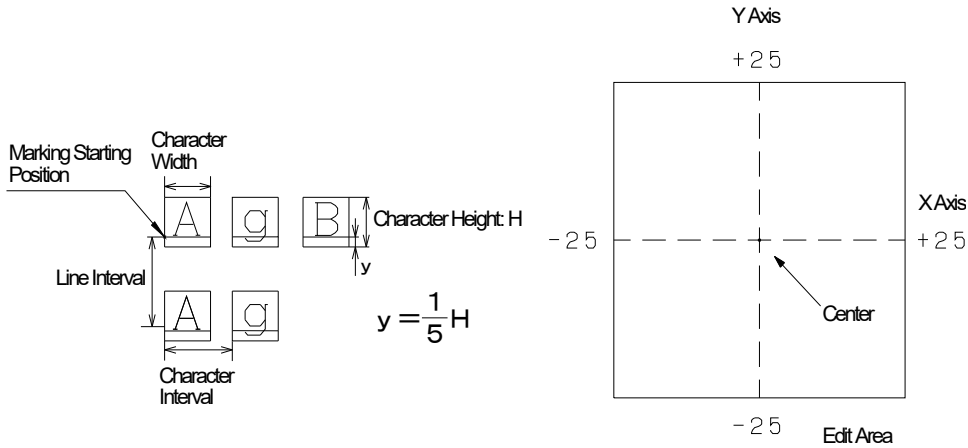 Marking Starting
Position
Character
Width
A g B
Character Height: H
y
Line Interval
A g
y = 1/5 H
Character
Interval
Y Axis
+25
X Axis
-25
+25
Center
-25
Edit Area